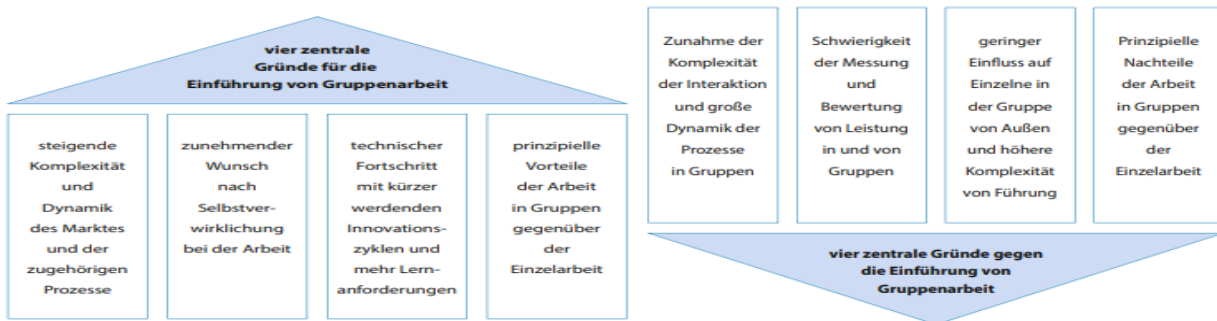 vier zentrale
Gründe für die
Einführung von Gruppenarbeit
steigende
Komplexität
und
Dynamik
des Marktes
und der
zugehörigen
Prozesse
zunehmender
Wunsch
nach
Selbstver-
wirklichung
bei der Arbeit
technischer
Fortschritt
mit kürzer
werdenden
Innovations-
zyklen und
mehr Lern-
anforderungen
prinzipielle
Vorteile
der Arbeit
in Gruppen
gegenüber
der
Einzelarbeit
Zunahme der
Komplexität
der Interaktion
und große
Dynamik der
Prozesse
in Gruppen
Schwierigkeit
der Messung
und
Bewertung
von Leistung
in und von
Gruppen
geringer
Einfluss auf
Einzelne in
der Gruppe
von Außen
und höhere
Komplexität
von Führung
Prinzipielle
Nachteile
der Arbeit
in Gruppen
gegenüber
der
Einzelarbeit
vier zentrale Gründe gegen
die Einführung von
Gruppenarbeit